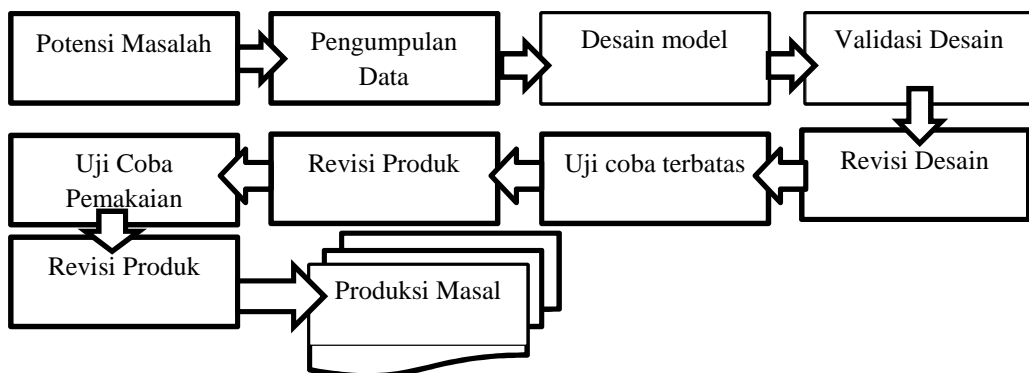 Potensi Masalah
Pengumpulan
Data
Desain model
Validasi Desain
Revisi Desain
Uji coba terbatas
Revisi Produk
Uji Coba
Pemakaian
Revisi Produk
Produksi Masal